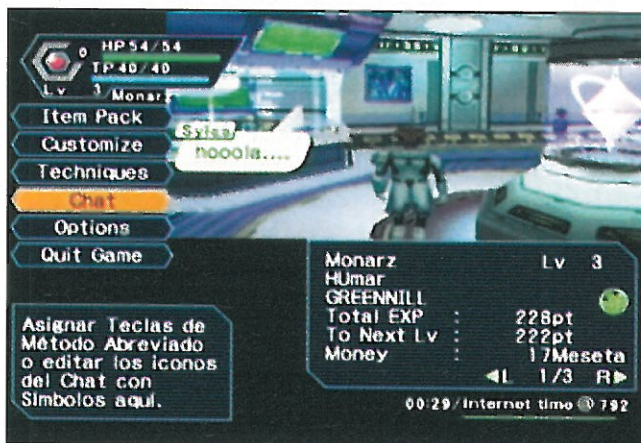 0 HP 54/54
TP 40/40
Lv 3/Monarz
Item Pack
Customize
Techniques
Chat
Options
Quit Game
nooola....
Monarz Lv 3
HUmar
GREENNILL
Total EXP : 228pt
To Next Lv : 222pt
Money : 17Meseta
◀L 1/3 R▶
Asignar Teclas de
Método Abreviado
o editar los iconos
del Chat con
Símbolos aquí.
00:29/Internet time @ 792